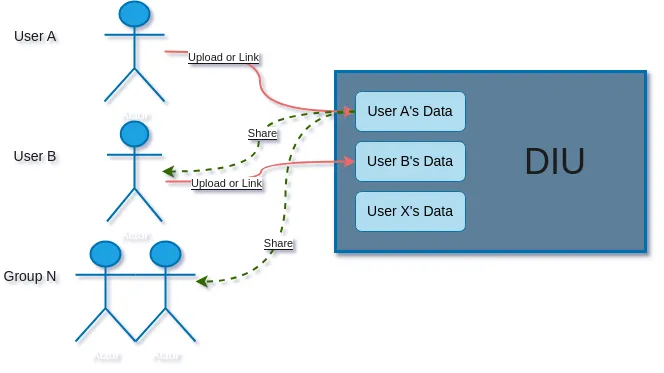 User A
Upload or Link
Actor
User A's Data
Share
DIU
User B
User B's Data
Upload or Link
Actor
User X's Data
Share
Group N
Actor
Actor